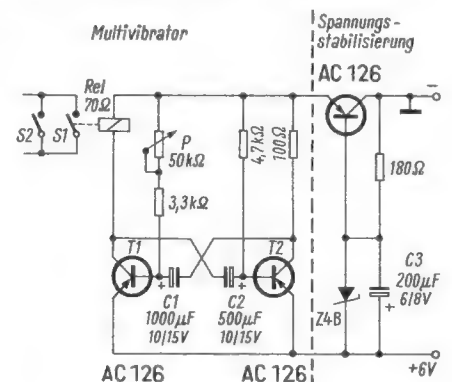 Multivibrator
Spannungs-
stabilisierung
AC 126
Rel
70Ω
S2
S1
P
50kΩ
3,3kΩ
4,7kΩ
100Ω
180Ω
−
T1
T2
+
C1
1000µF
10/15V
+
C2
500µF
10/15V
Z4B
C3
200µF
6/8V
+
+6V
AC 126
AC 126